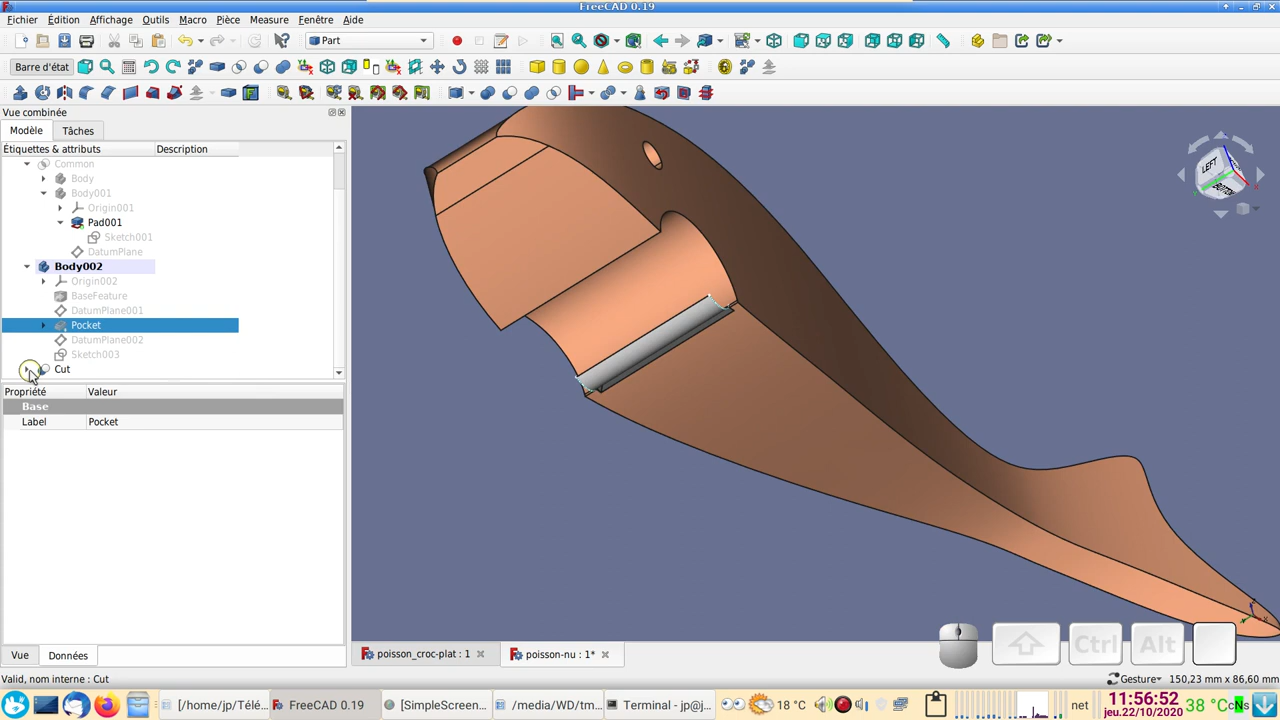 FreeCAD 0.19
Fichier Édition Affichage Outils Macro Pièce Measure Fenêtre Aide
Part
Barre d'état
Vue combinée
Modèle Tâches
Étiquettes & attributs Description
Common
Body
Body001
Origin001
Pad001
Sketch001
DatumPlane
Body002
Origin002
BaseFeature
DatumPlane001
Pocket
DatumPlane002
Sketch003
Cut
Propriété Valeur
Base
Label Pocket
LEFT
Ctrl Alt
Vue Données
poisson_croc-plat : 1 poisson-nu : 1*
Valid, nom interne : Cut
Gesture 150,23 mm x 86,60 mm
[/home/jp/Télé... FreeCAD 0.19 [SimpleScreen... /media/WD/tm... Terminal - jp@j...
18 °C
net
11:56:52
jeu.22/10/2020
38 °C